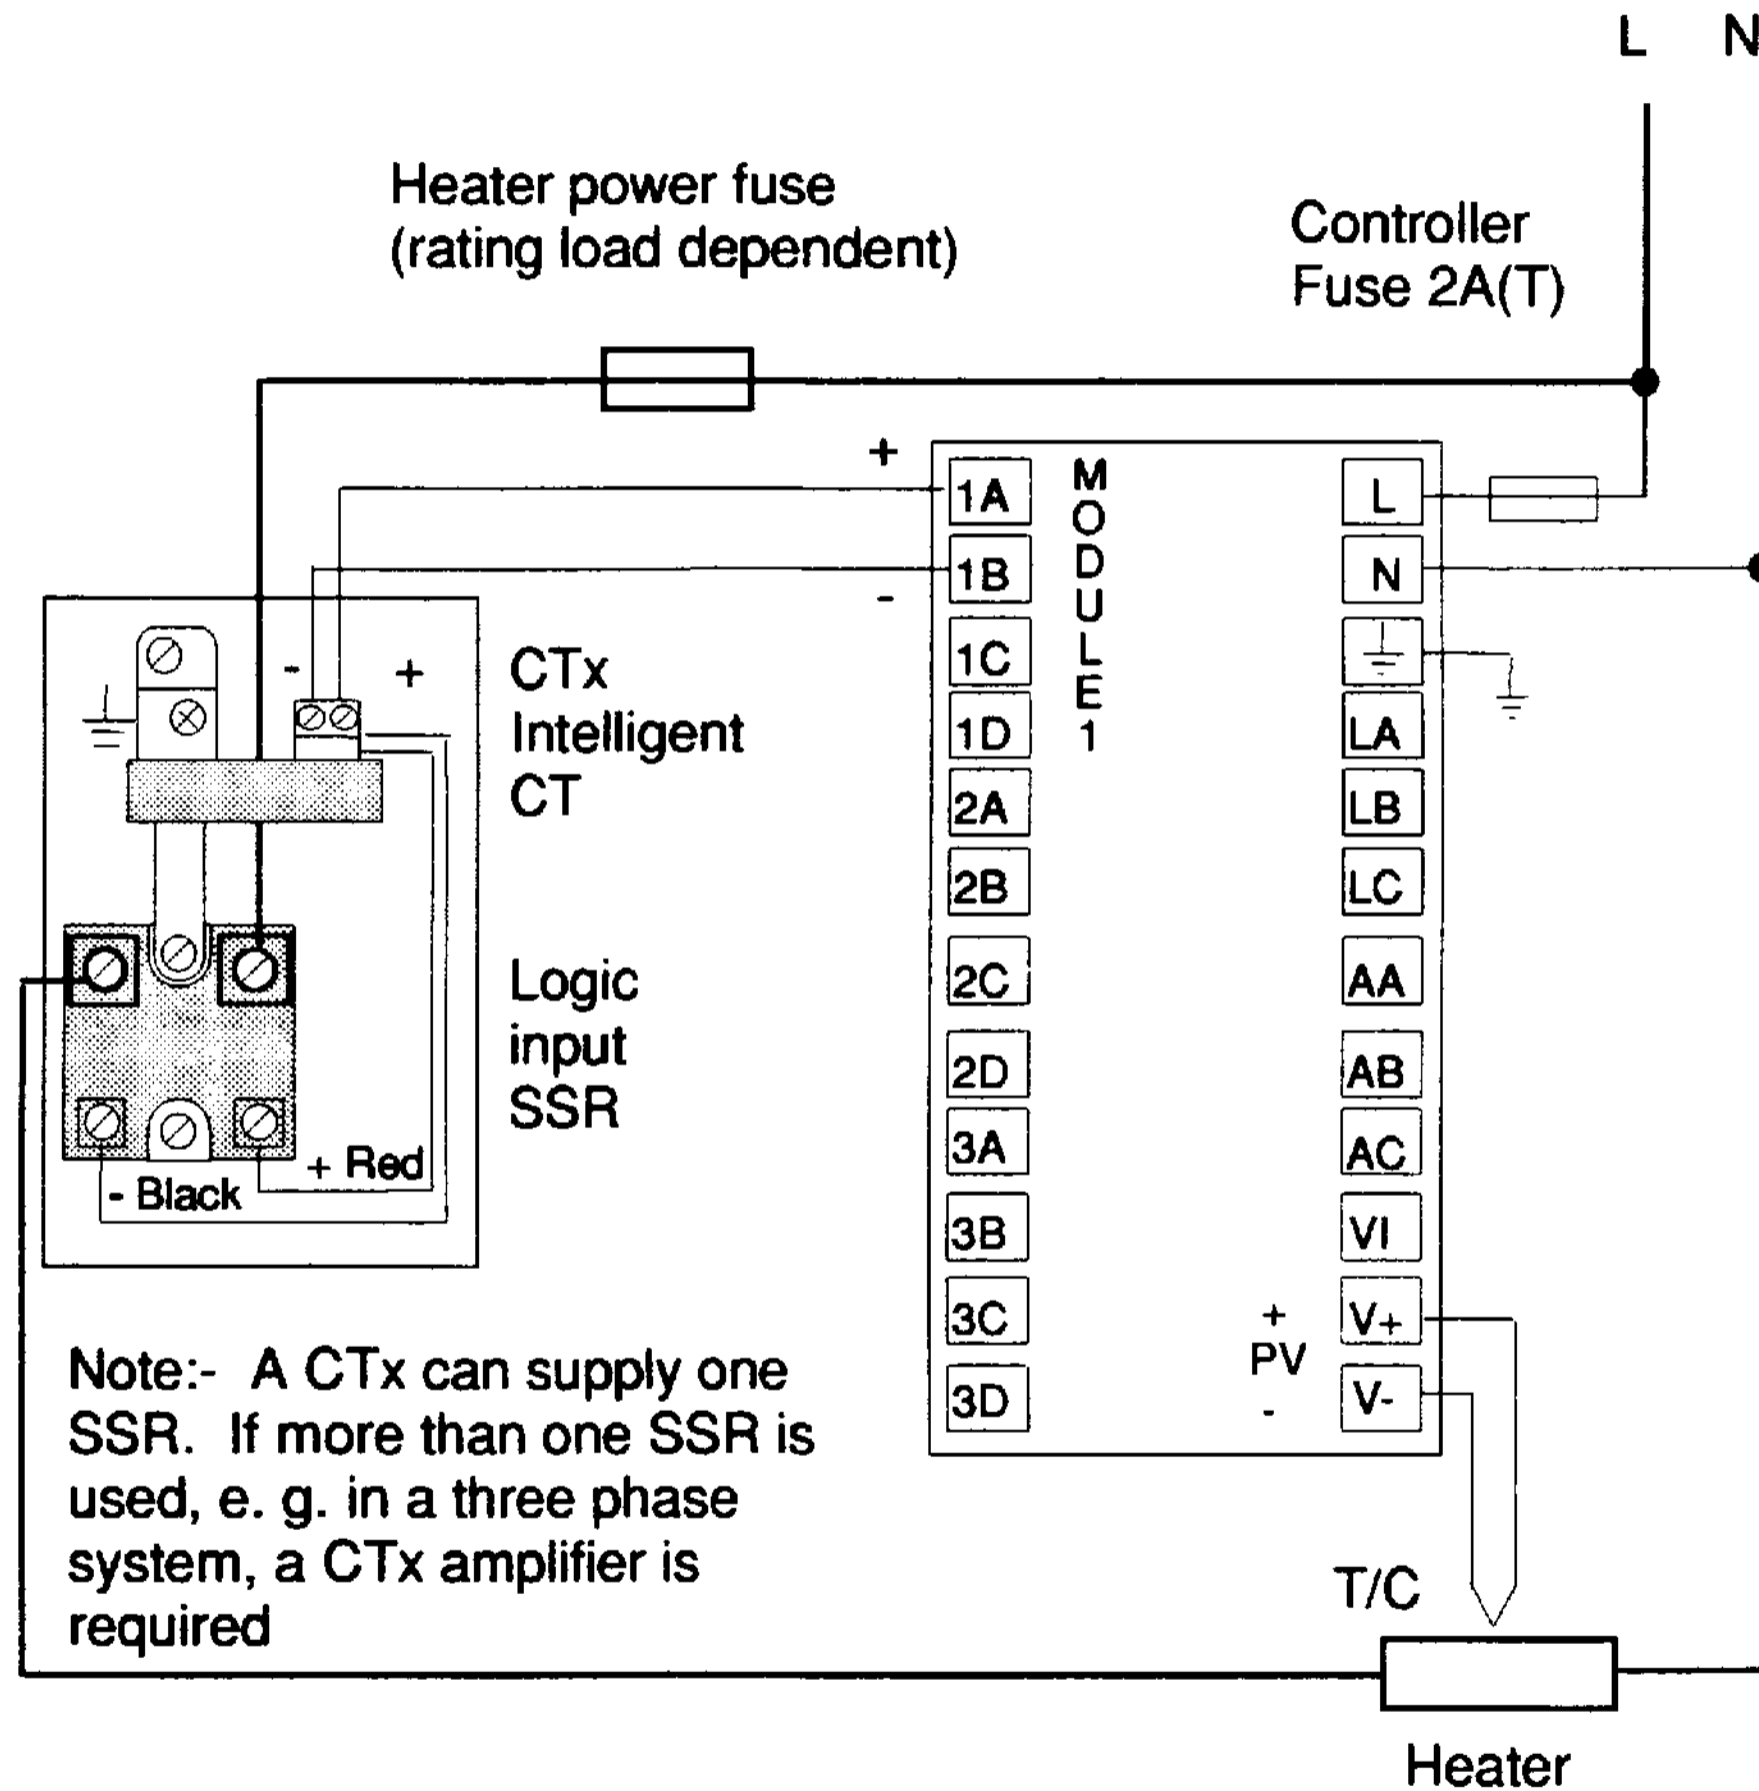 L N
Heater power fuse
(rating load dependent)
Controller
Fuse 2A(T)
+
-
1A
1B
1C
1D
2A
2B
2C
2D
3A
3B
3C
3D
MODULE 1
L
N
LA
LB
LC
AA
AB
AC
VI
V+
V-
+
PV
-
- +
CTx
Intelligent
CT
Logic
input
SSR
+ Red
- Black
Note:- A CTx can supply one
SSR. If more than one SSR is
used, e. g. in a three phase
system, a CTx amplifier is
required
T/C
Heater